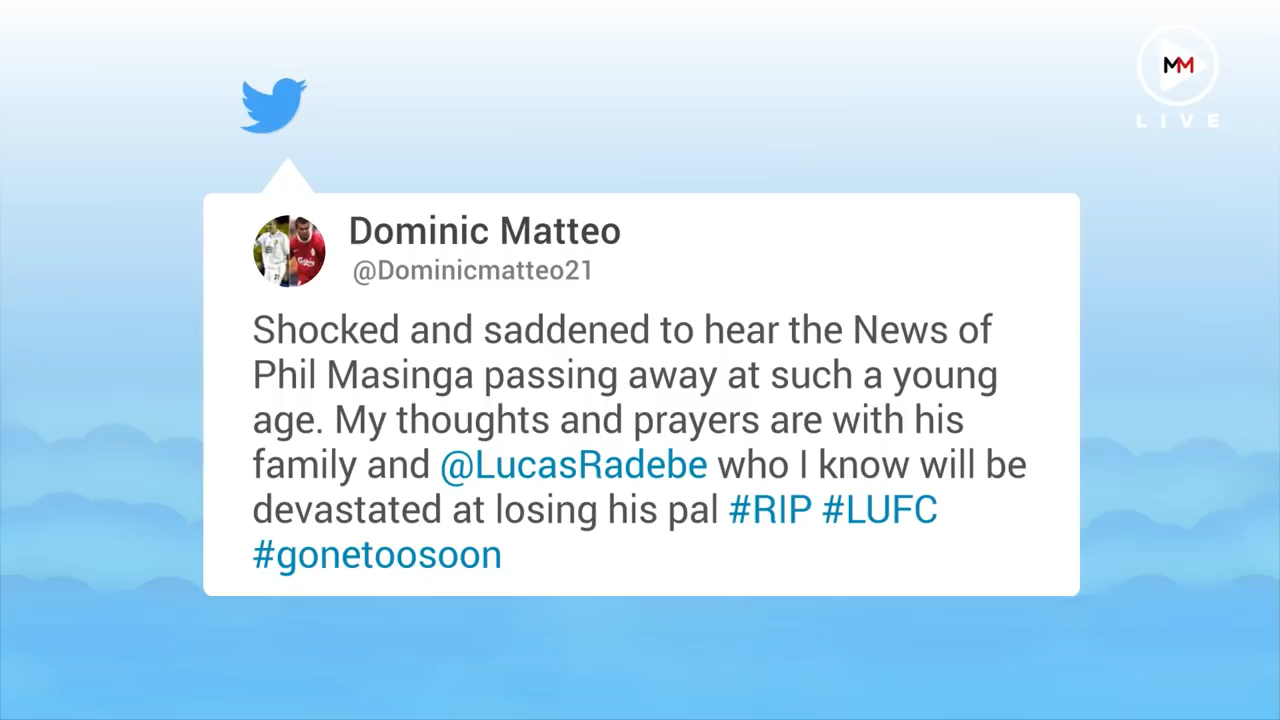 MM
LIVE
Dominic Matteo
@Dominicmatteo21
Shocked and saddened to hear the News of
Phil Masinga passing away at such a young
age. My thoughts and prayers are with his
family and @LucasRadebe who I know will be
devastated at losing his pal #RIP #LUFC
#gonetoosoon